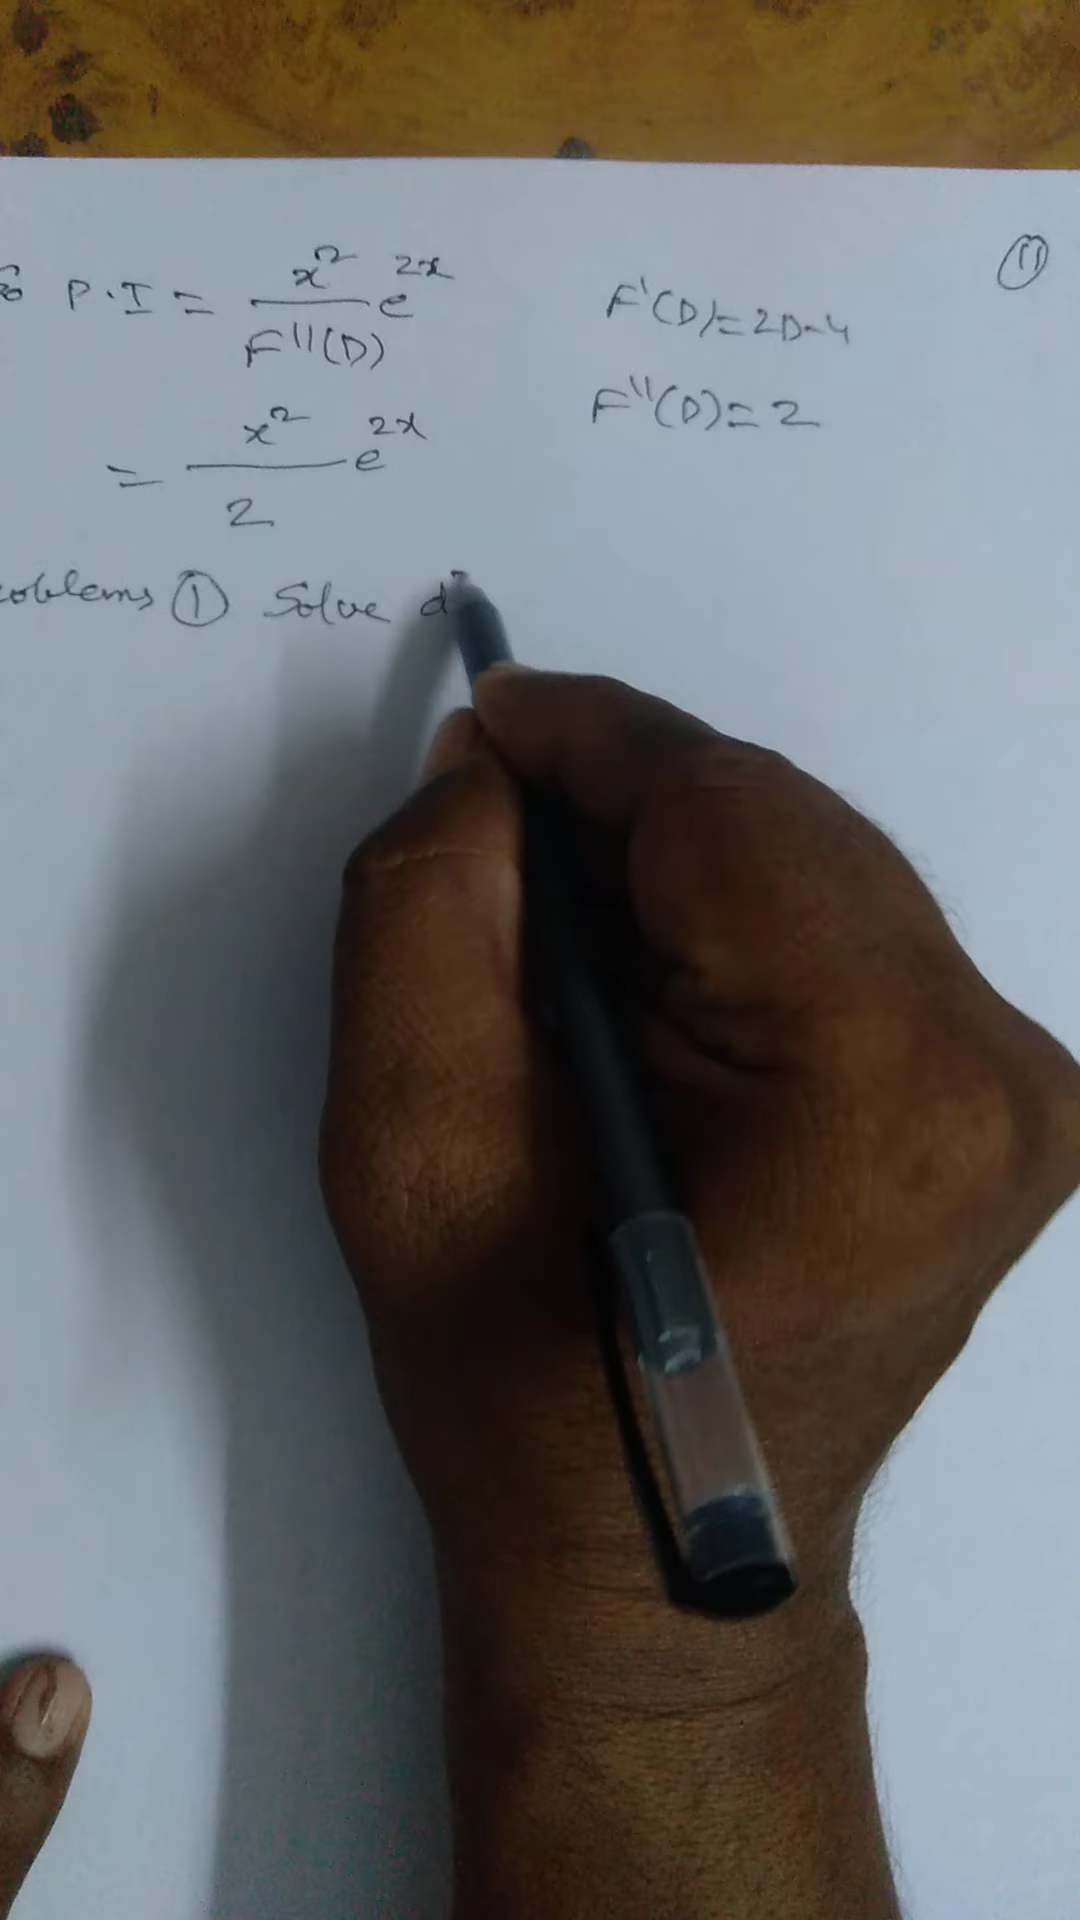 ⑪
P.I = x² / F''(D) e^2x    F'(D) = 2D-4
= x² / 2 e^2x    F''(D) = 2
oblems ① Solve d